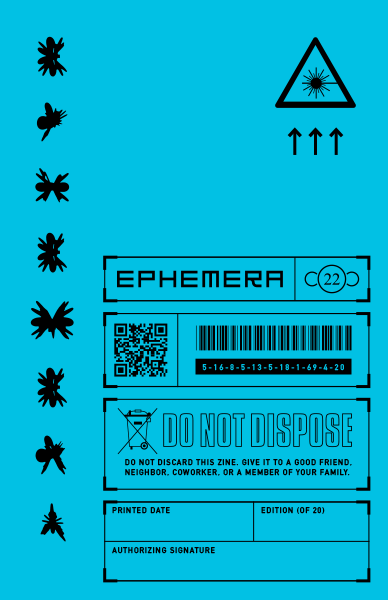 EPHEMERA 22
5-16-8-5-13-5-18-1-69-4-20
DO NOT DISPOSE
DO NOT DISCARD THIS ZINE. GIVE IT TO A GOOD FRIEND,
NEIGHBOR, COWORKER, OR A MEMBER OF YOUR FAMILY.
PRINTED DATE
EDITION (OF 20)
AUTHORIZING SIGNATURE